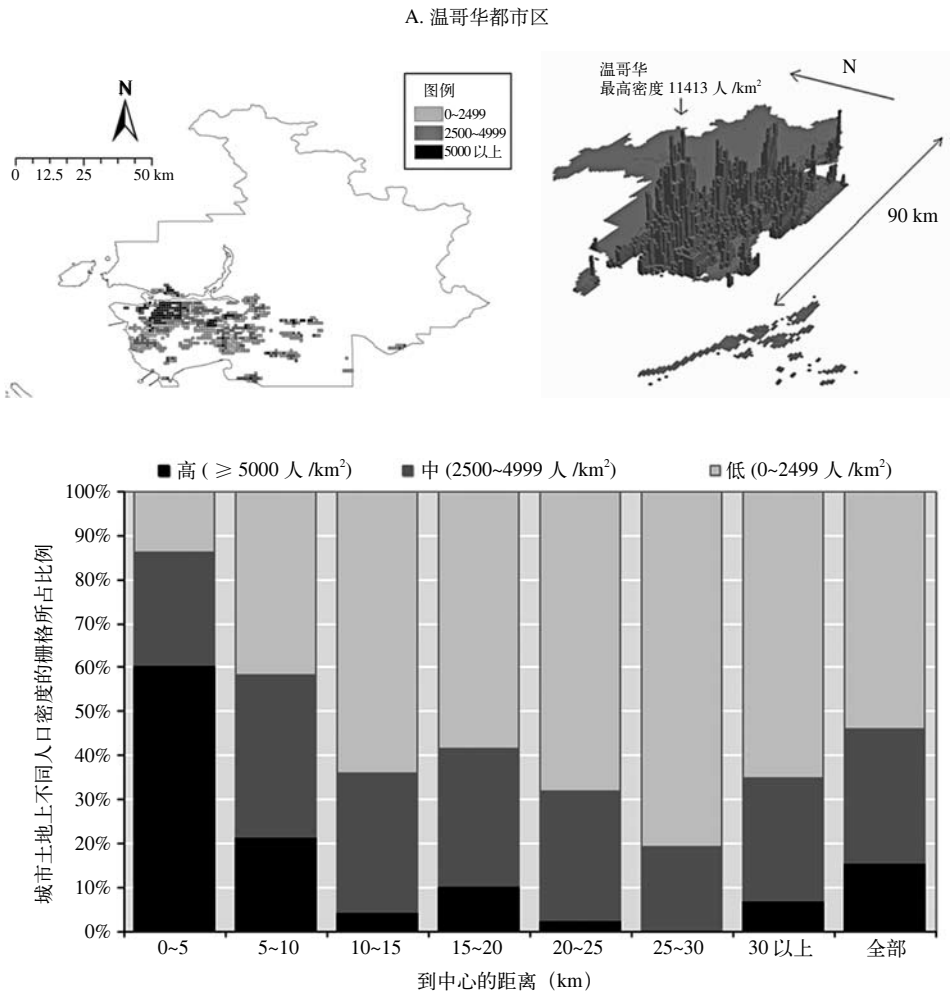 A. 温哥华都市区
N
0 12.5 25 50 km
图例
0~2499
2500~4999
5000 以上
温哥华
最高密度 11413 人 /km²
N
90 km
高 ( ≥ 5000 人 /km²)
中 (2500~4999 人 /km²)
低 (0~2499 人 /km²)
城市土地上不同人口密度的栅格所占比例
100%
90%
80%
70%
60%
50%
40%
30%
20%
10%
0%
0~5 5~10 10~15 15~20 20~25 25~30 30 以上 全部
到中心的距离（km）